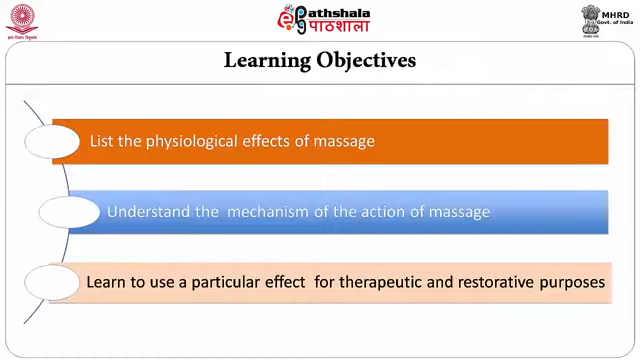 Pathshala
पाठशाला
MHRD
Govt. of India
Learning Objectives
List the physiological effects of massage
Understand the mechanism of the action of massage
Learn to use a particular effect for therapeutic and restorative purposes